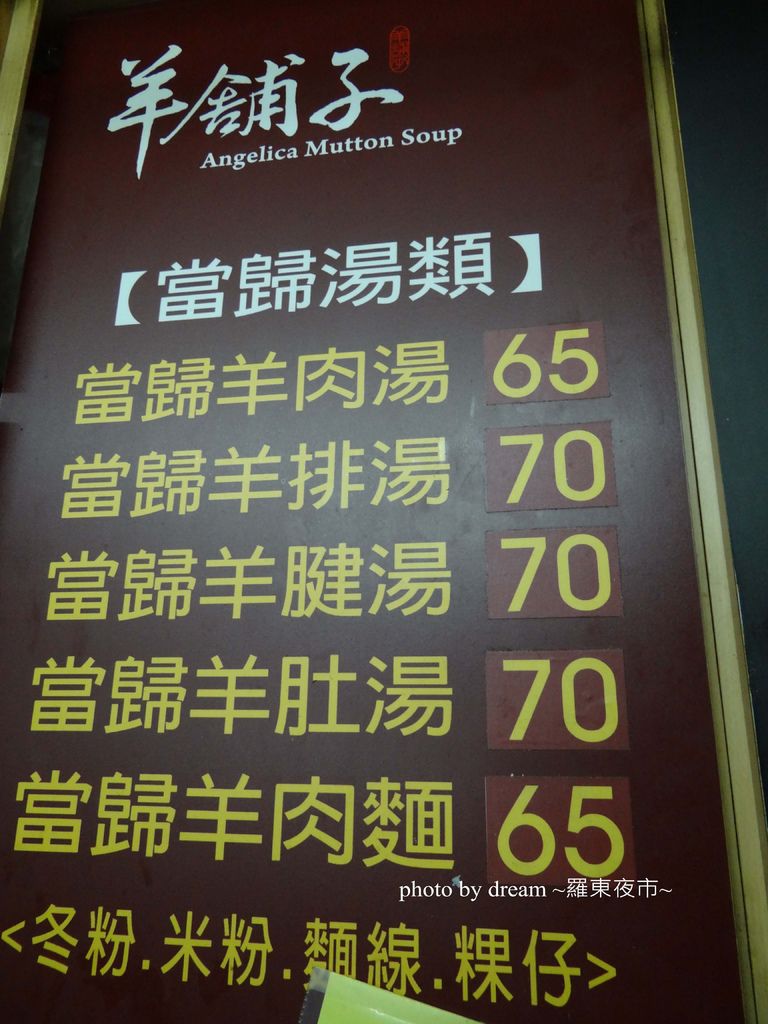 羊舖子
Angelica Mutton Soup
【當歸湯類】
當歸羊肉湯 65
當歸羊排湯 70
當歸羊腱湯 70
當歸羊肚湯 70
當歸羊肉麵 65
photo by dream ~羅東夜市~
<冬粉.米粉.麵線.粿仔>